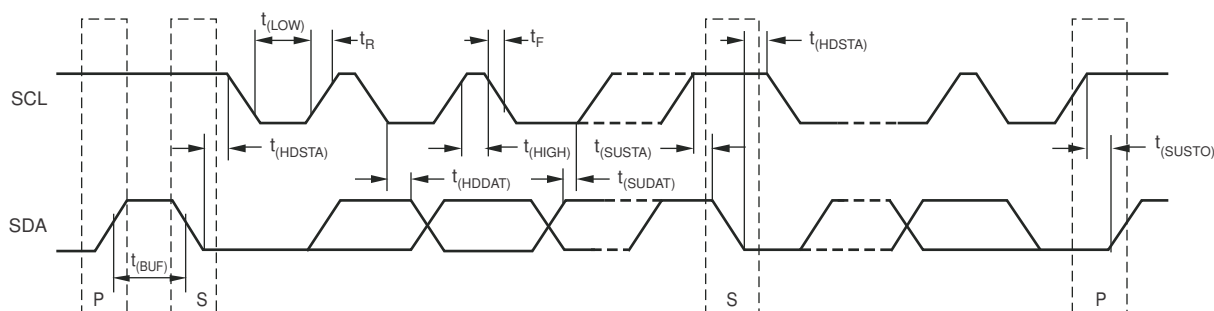 t(LOW)
tR
tF
t(HDSTA)
SCL
t(HDSTA)
t(HIGH)
t(SUSTA)
t(SUSTO)
t(HDDAT)
t(SUDAT)
SDA
t(BUF)
P
S
S
P